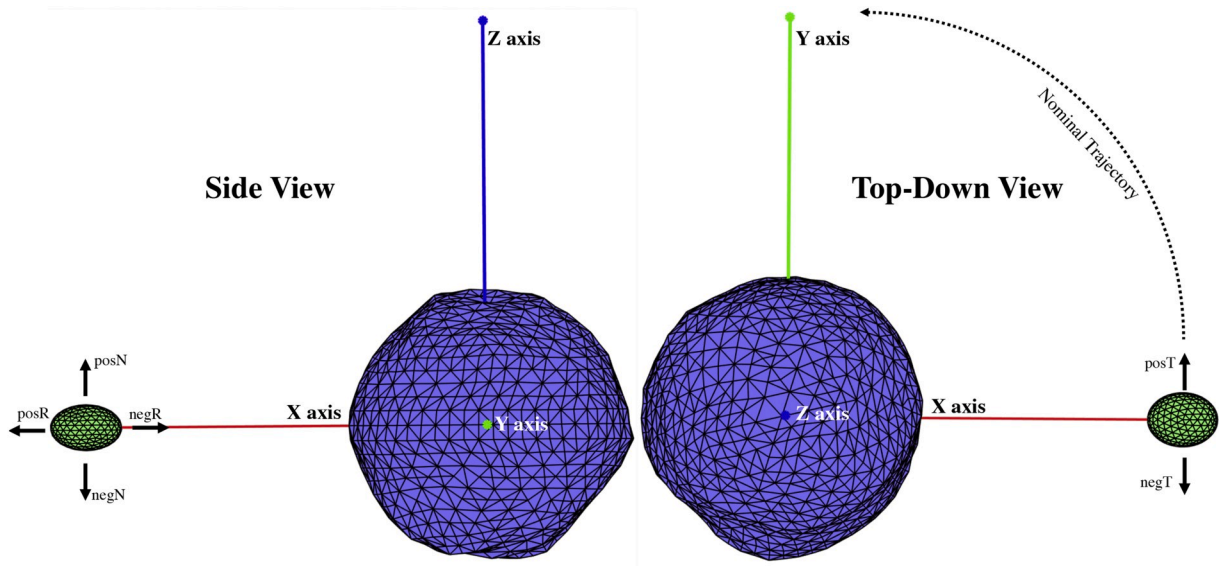 Z axis
Side View
posN
posR
negR
X axis
Y axis
negN
Y axis
Nominal Trajectory
Top-Down View
posT
X axis
Z axis
negT